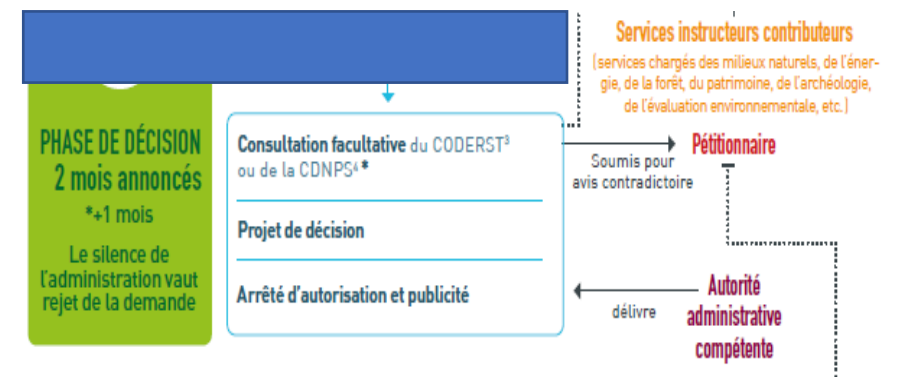 Services instructeurs contributeurs
(services chargés des milieux naturels, de l'éner-
gie, de la forêt, du patrimoine, de l'archéologie,
de l'évaluation environnementale, etc.)
PHASE DE DÉCISION
2 mois annoncés
*+1 mois
Le silence de
l'administration vaut
rejet de la demande
Consultation facultative du CODERST³
ou de la CDNPS⁴*
Projet de décision
Arrêté d'autorisation et publicité
Soumis pour
avis contradictoire
Pétitionnaire
délivre
Autorité
administrative
compétente